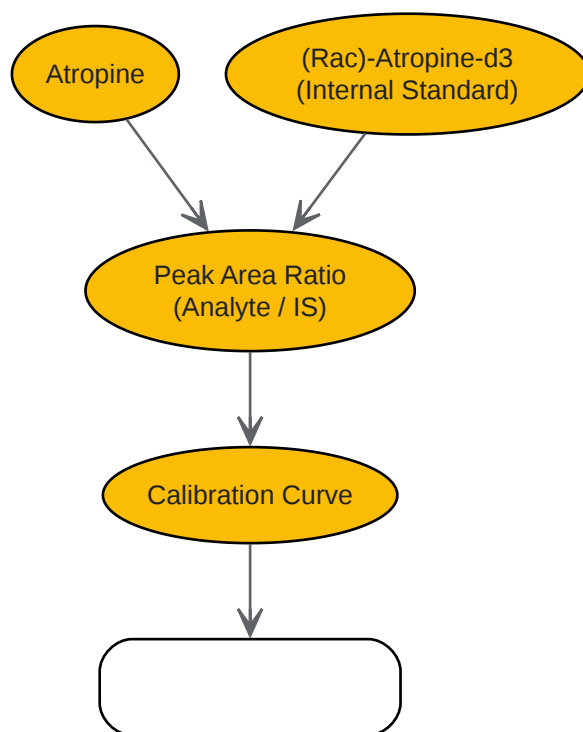 Atropine
(Rac)-Atropine-d3
(Internal Standard)
Peak Area Ratio
(Analyte / IS)
Calibration Curve